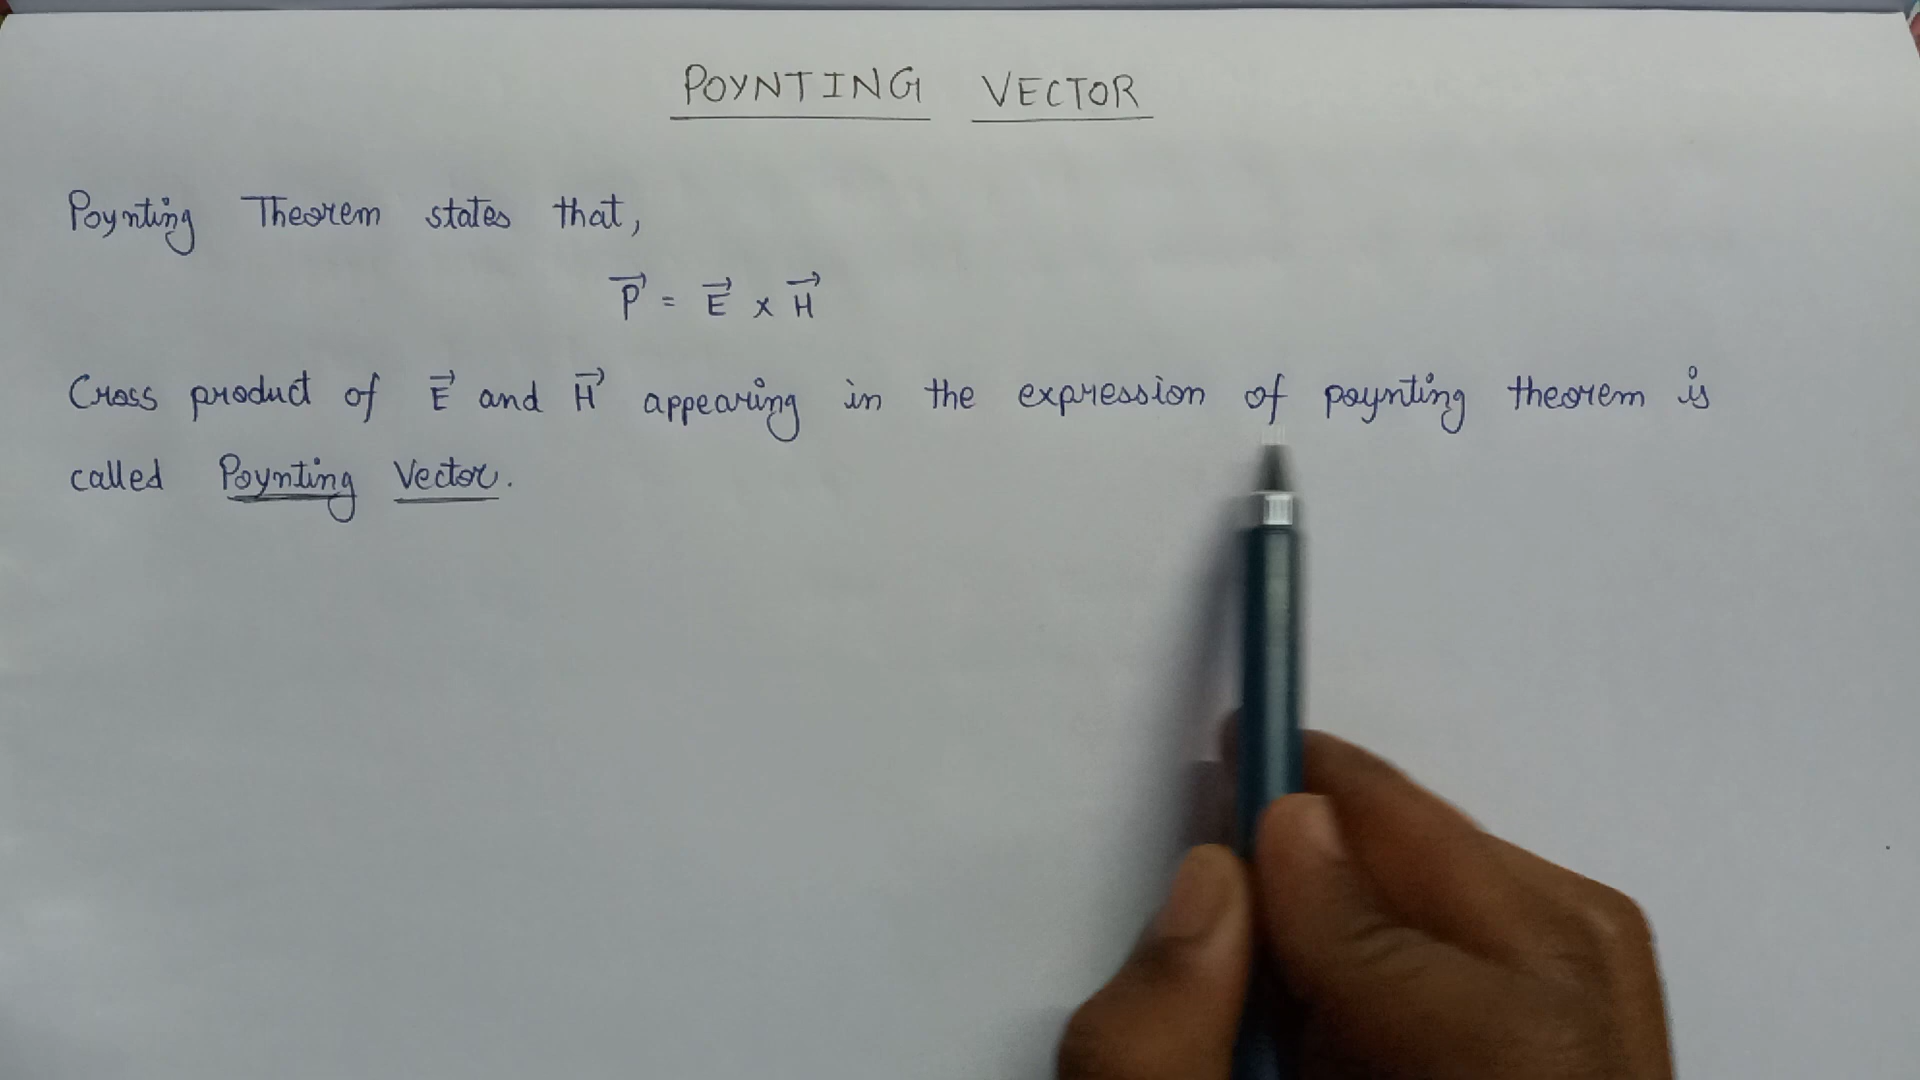 POYNTING VECTOR
Poynting Theorem states that,
P⃗ = E⃗ × H⃗
Cross product of E⃗ and H⃗ appearing in the expression of poynting theorem is
called Poynting Vector.